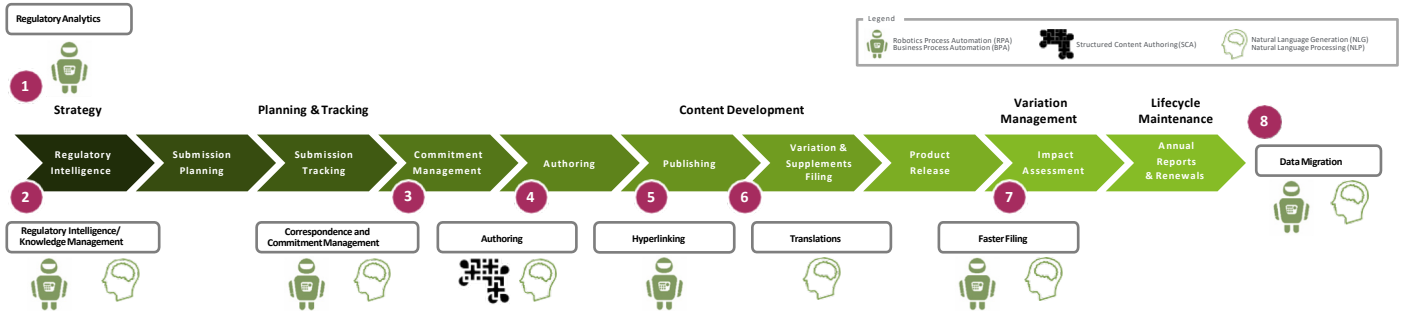 Regulatory Analytics
Legend
Robotics Process Automation (RPA)
Business Process Automation (BPA)
Structured Content Authoring(SCA)
Natural Language Generation (NLG)
Natural Language Processing (NLP)
1
Strategy
Planning & Tracking
Content Development
Variation
Management
Lifecycle
Maintenance
8
Regulatory
Intelligence
Submission
Planning
Submission
Tracking
Commitment
Management
Authoring
Publishing
Variation &
Supplements
Filing
Product
Release
Impact
Assessment
Annual
Reports
& Renewals
Data Migration
2
3
4
5
6
7
Regulatory Intelligence/
Knowledge Management
Correspondence and
Commitment Management
Authoring
Hyperlinking
Translations
Faster Filing